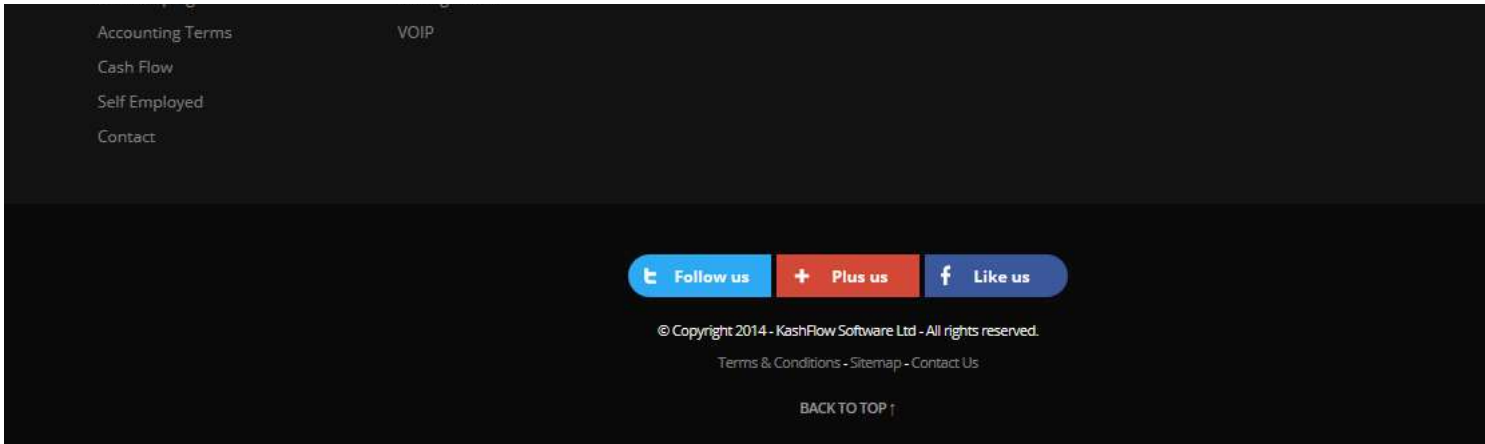 Accounting Terms
VOIP
Cash Flow
Self Employed
Contact
Follow us
Plus us
Like us
© Copyright 2014 - KashFlow Software Ltd - All rights reserved.
Terms & Conditions - Sitemap - Contact Us
BACK TO TOP ↑